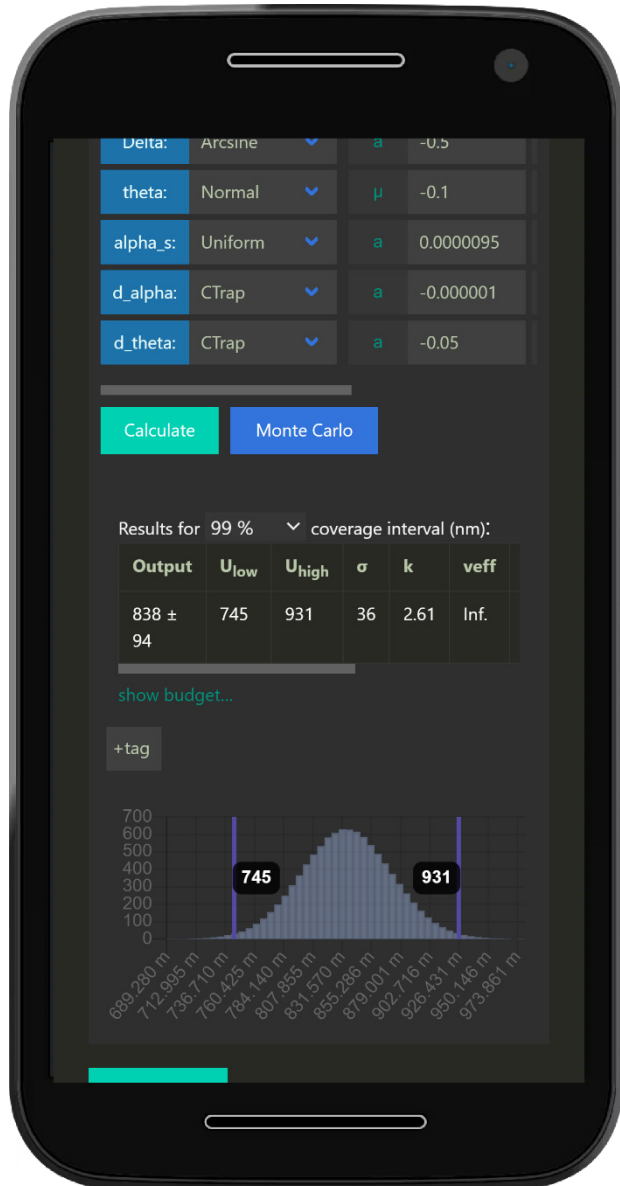 Delta: Arcsine a -0.5
theta: Normal μ -0.1
alpha_s: Uniform a 0.0000095
d_alpha: CTrap a -0.000001
d_theta: CTrap a -0.05
Calculate Monte Carlo
Results for 99 % coverage interval (nm):
Output Ulow Uhigh σ k veff
838 ± 745 931 36 2.61 Inf.
94
show budget...
+tag
700
600
500
400
300
200
100
0
745 931
689.280 m
712.995 m
736.710 m
760.425 m
784.140 m
807.855 m
831.570 m
855.286 m
879.001 m
902.716 m
926.431 m
950.146 m
973.861 m